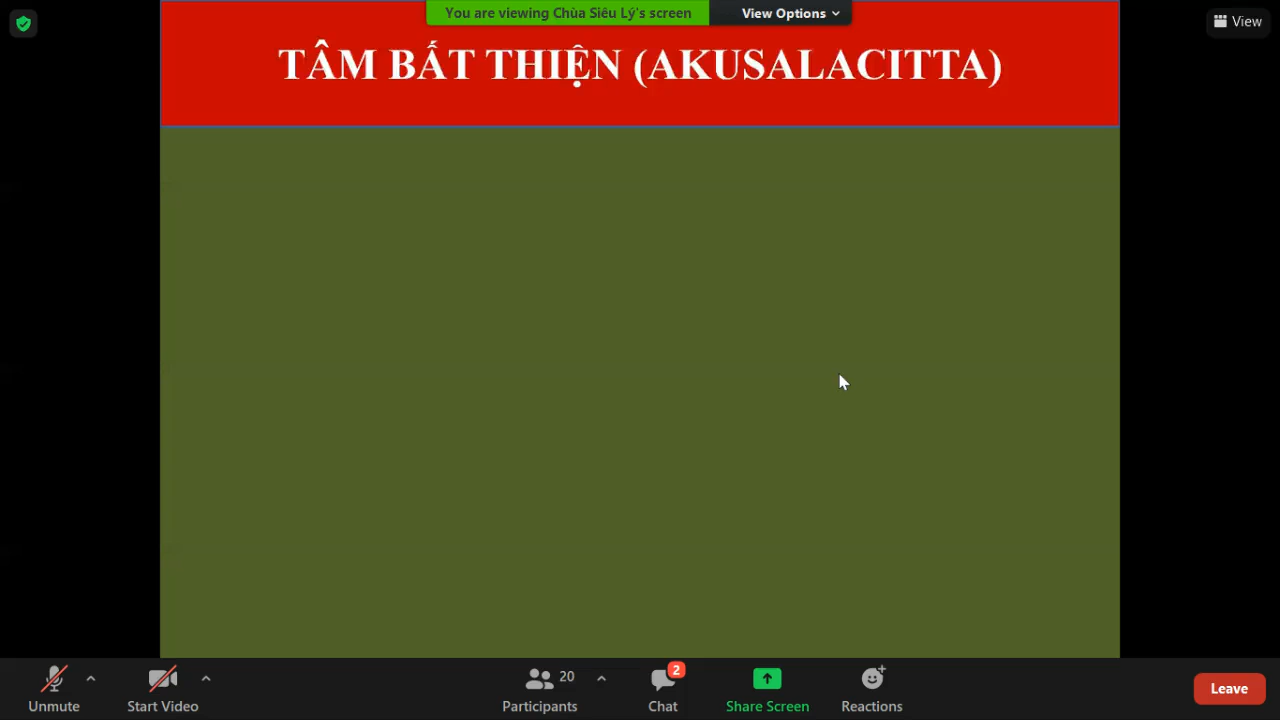 You are viewing Chùa Siêu Lý's screen
View Options
View
TÂM BẤT THIỆN (AKUSALACITTA)
20
2
Unmute
Start Video
Participants
Chat
Share Screen
Reactions
Leave